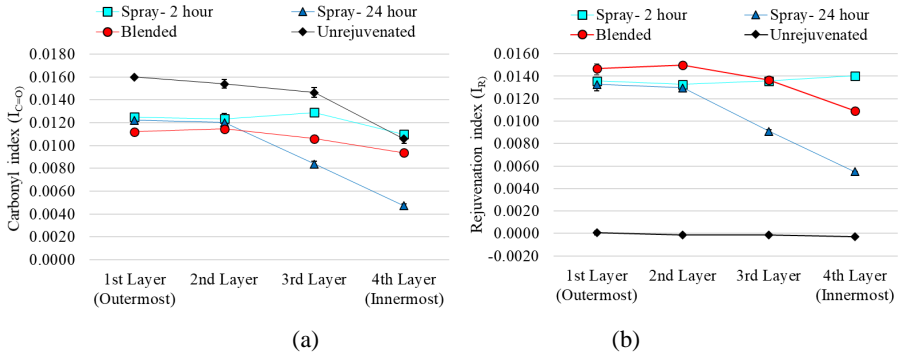 Spray- 2 hour
Spray- 24 hour
Blended
Unrejuvenated
Carbonyl index (I_C=O)
0.0180
0.0160
0.0140
0.0120
0.0100
0.0080
0.0060
0.0040
0.0020
0.0000
1st Layer
(Outermost)
2nd Layer
3rd Layer
4th Layer
(Innermost)
(a)
Spray- 2 hour
Spray- 24 hour
Blended
Unrejuvenated
Rejuvenation index (I_R)
0.0160
0.0140
0.0120
0.0100
0.0080
0.0060
0.0040
0.0020
0.0000
-0.0020
1st Layer
(Outermost)
2nd Layer
3rd Layer
4th Layer
(Innermost)
(b)